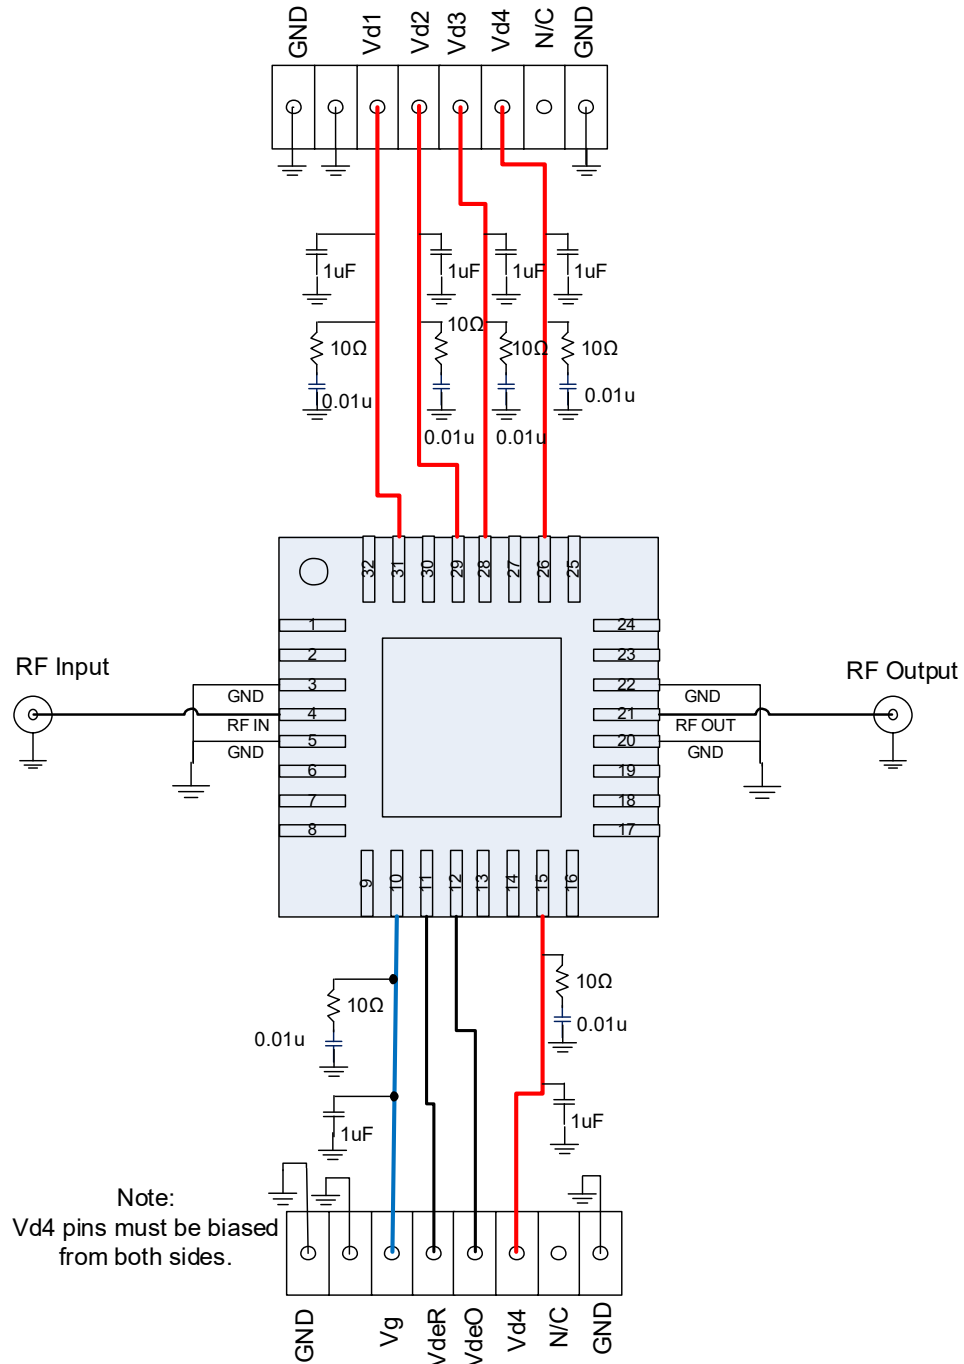 GND
Vd1
Vd2
Vd3
Vd4
N/C
GND
1uF
1uF
1uF
1uF
10Ω
10Ω
10Ω
10Ω
0.01u
0.01u
0.01u
0.01u
32
31
30
29
28
27
26
25
1
2
3
4
5
6
7
8
24
23
22
21
20
19
18
17
RF Input
GND
RF IN
GND
RF Output
GND
RF OUT
GND
9
10
11
12
13
14
15
16
10Ω
0.01u
1uF
10Ω
0.01u
1uF
Note:
Vd4 pins must be biased
from both sides.
GND
Vg
VdeR
VdeO
Vd4
N/C
GND